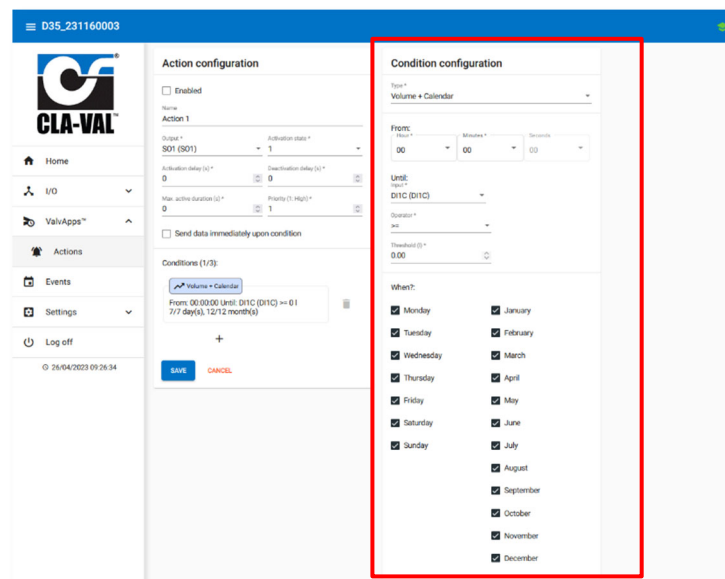 D35_231160003
CLA-VAL
Home
I/O
ValvApps™
Actions
Events
Settings
Log off
26/04/2023 09:26:34
Action configuration
Enabled
Name
Action 1
Output *
S01 (S01)
Activation state *
1
Activation delay (s) *
0
Deactivation delay (s) *
0
Max. active duration (s) *
0
Priority (1: High) *
1
Send data immediately upon condition
Conditions (1/3):
Volume + Calendar
From: 00:00:00 Until: DI1C (DI1C) >= 0 l
7/7 day(s), 12/12 month(s)
+
SAVE
CANCEL
Condition configuration
Type *
Volume + Calendar
From:
Hour *
00
Minutes *
00
Seconds
00
Until:
Input *
DI1C (DI1C)
Operator *
>=
Threshold (l) *
0.00
When?:
Monday
Tuesday
Wednesday
Thursday
Friday
Saturday
Sunday
January
February
March
April
May
June
July
August
September
October
November
December